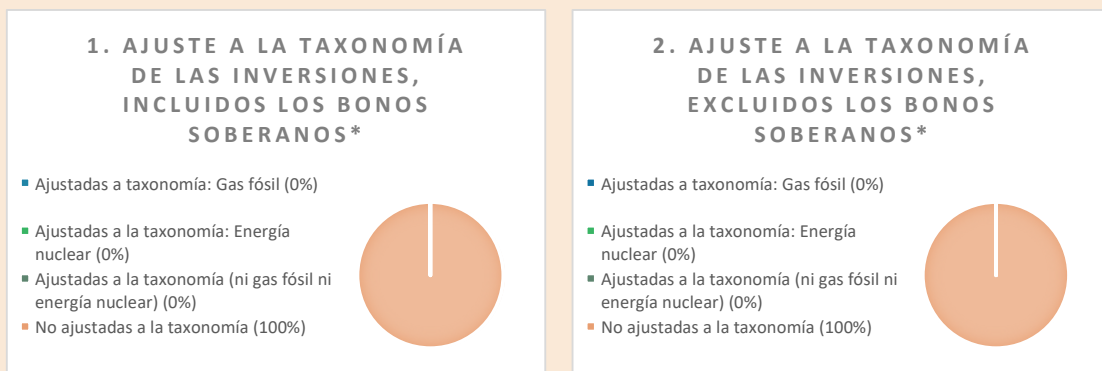 1. AJUSTE A LA TAXONOMÍA
DE LAS INVERSIONES,
INCLUIDOS LOS BONOS
SOBERANOS*
Ajustadas a taxonomía: Gas fósil (0%)
Ajustadas a la taxonomía: Energía
nuclear (0%)
Ajustadas a la taxonomía (ni gas fósil ni
energía nuclear) (0%)
No ajustadas a la taxonomía (100%)
2. AJUSTE A LA TAXONOMÍA
DE LAS INVERSIONES,
EXCLUIDOS LOS BONOS
SOBERANOS*
Ajustadas a taxonomía: Gas fósil (0%)
Ajustadas a la taxonomía: Energía
nuclear (0%)
Ajustadas a la taxonomía (ni gas fósil ni
energía nuclear) (0%)
No ajustadas a la taxonomía (100%)